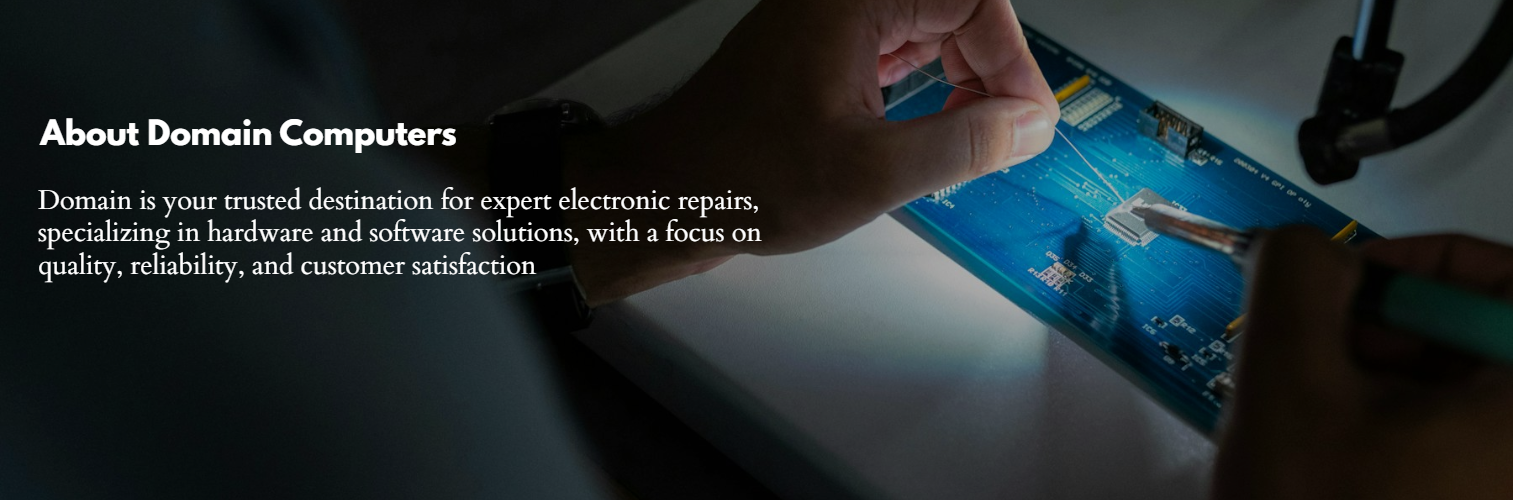 About Domain Computers
Domain is your trusted destination for expert electronic repairs,
specializing in hardware and software solutions, with a focus on
quality, reliability, and customer satisfaction